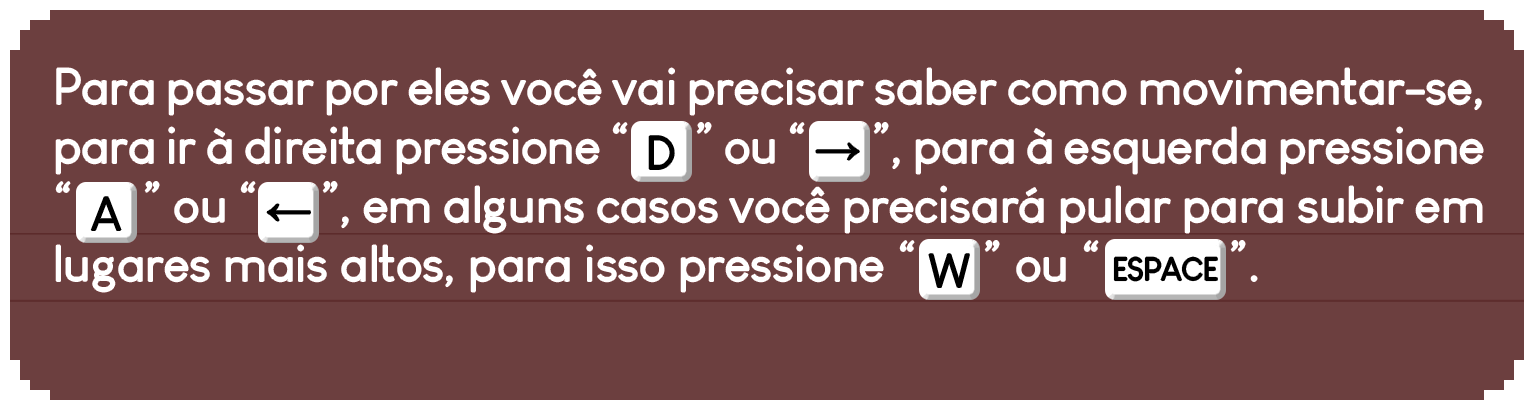 Para passar por eles você vai precisar saber como movimentar-se,
para ir à direita pressione “D” ou “→”, para à esquerda pressione
“A” ou “←”, em alguns casos você precisará pular para subir em
lugares mais altos, para isso pressione “W” ou “ESPACE”.